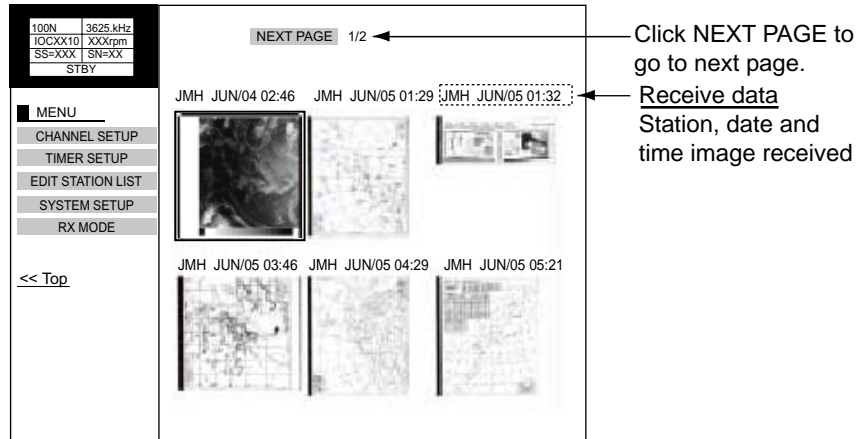 100N 3625.kHz
IOCXX10 XXXrpm
SS=XXX SN=XX
STBY
MENU
CHANNEL SETUP
TIMER SETUP
EDIT STATION LIST
SYSTEM SETUP
RX MODE
<< Top
NEXT PAGE 1/2
JMH JUN/04 02:46 JMH JUN/05 01:29 JMH JUN/05 01:32
JMH JUN/05 03:46 JMH JUN/05 04:29 JMH JUN/05 05:21
Click NEXT PAGE to
go to next page.
Receive data
Station, date and
time image received